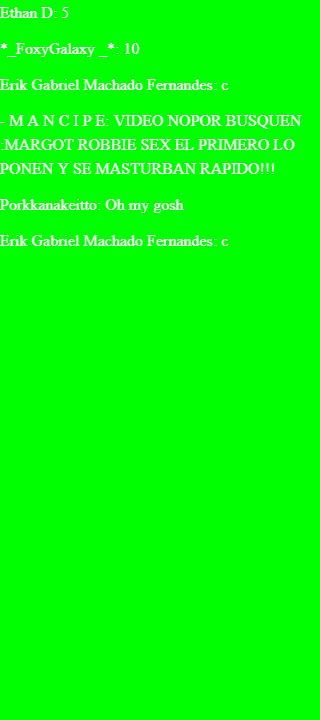 Ethan D: 5
*_FoxyGalaxy _*: 10
Erik Gabriel Machado Fernandes: c
- M A N C I P E: VIDEO NOPOR BUSQUEN
:MARGOT ROBBIE SEX EL PRIMERO LO
PONEN Y SE MASTURBAN RAPIDO!!!
Porkkanakeitto: Oh my gosh
Erik Gabriel Machado Fernandes: c